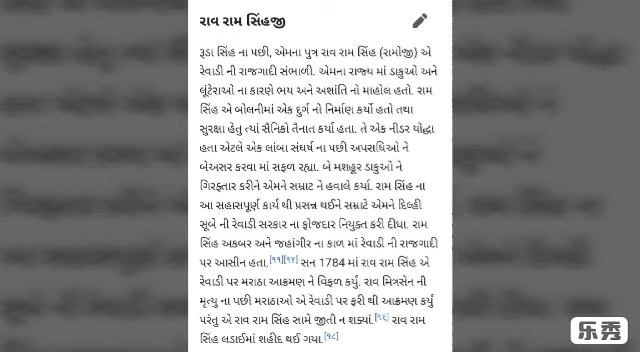 રાવ રામ સિંહજી
રૂડા સિંહ ના પછી, એમના પુત્ર રાવ રામ સિંહ (રામોજી) એ
રેવાડી ની રાજગાદી સંભાળી. એમના રાજ્ય માં ડાકુઓ અને
લૂંટેરાઓ ના કારણે ભય અને અશાંતિ નો માહોલ હતો. રામ
સિંહ એ બોલનીમાં એક દુર્ગ નો નિર્માણ કર્યો હતો તથા
સુરક્ષા હેતુ ત્યાં સૈનિકો તૈનાત કર્યા હતા. તે એક નીડર યોદ્ધા
હતા એટલે એક લાંબા સંઘર્ષ ના પછી અપરાધિઓ ને
બેઅસર કરવા માં સફળ રહ્યા. બે મશહૂર ડાકુઓ ને
ગિરફ્તાર કરીને એમને સમ્રાટ ને હવાલે કર્યા. રામ સિંહ ના
આ સહાસપૂર્ણ કાર્ય થી પ્રસન્ન થઈને સમ્રાટે એમને દિલ્હી
સૂબે ની રેવાડી સરકાર ના ફોજદાર નિયુક્ત કરી દીધા. રામ
સિંહ અકબર અને જહાંગીર ના કાળ માં રેવાડી ની રાજગાદી
પર આસીન હતા.[૧૧][૧૪] સન 1784 માં રાવ રામ સિંહ એ
રેવાડી પર મરાઠા આક્રમણ ને વિફળ કર્યું. રાવ મિત્રસેન ની
મૃત્યુ ના પછી મરાઠાઓ એ રેવાડી પર ફરી થી આક્રમણ કર્યું
પરંતુ એ રાવ રામ સિંહ સામે જીતી ન શક્યાં.[૧૬] રાવ રામ
સિંહ લડાઈમાં શહીદ થઈ ગયા.[૧૮]
乐秀